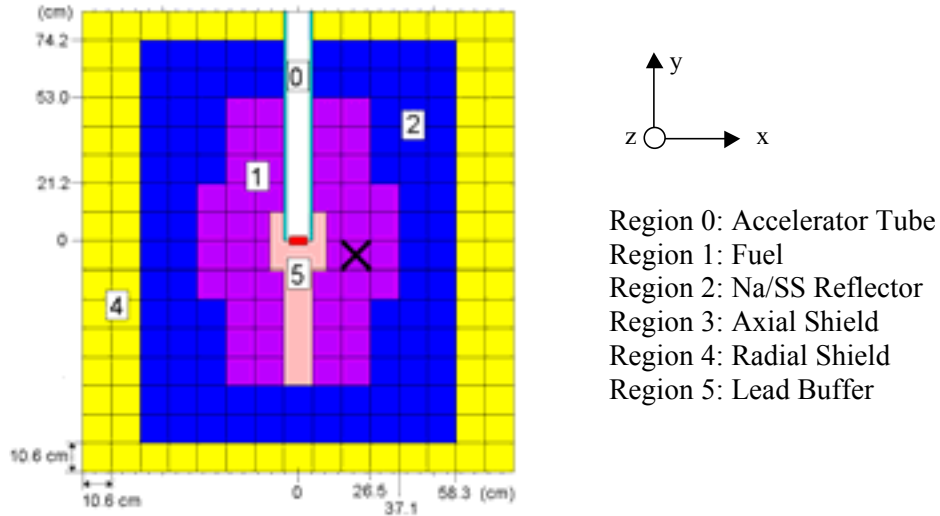 (cm)
74.2
53.0
21.2
0
10.6 cm
10.6 cm
0
26.5
37.1
58.3 (cm)
0
1
2
4
5
y
z
x
Region 0: Accelerator Tube
Region 1: Fuel
Region 2: Na/SS Reflector
Region 3: Axial Shield
Region 4: Radial Shield
Region 5: Lead Buffer